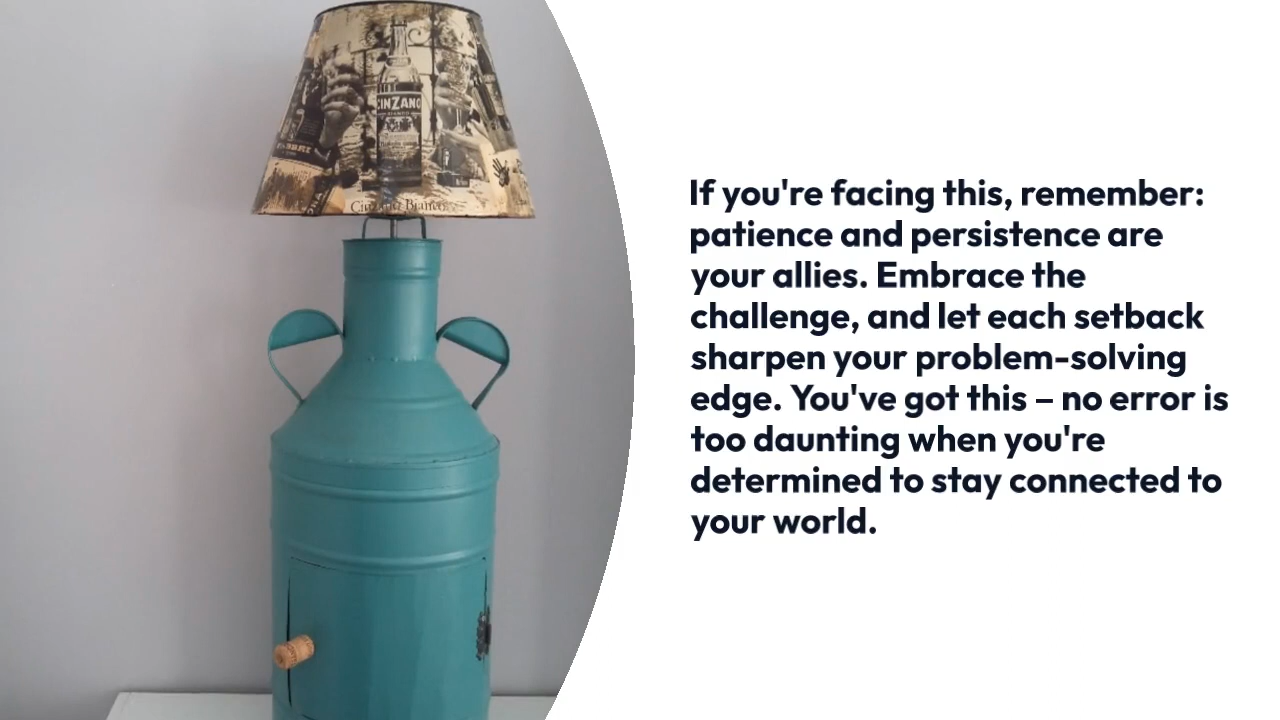 CINZANO
BIANCO
If you're facing this, remember:
patience and persistence are
your allies. Embrace the
challenge, and let each setback
sharpen your problem-solving
edge. You've got this – no error is
too daunting when you're
determined to stay connected to
your world.